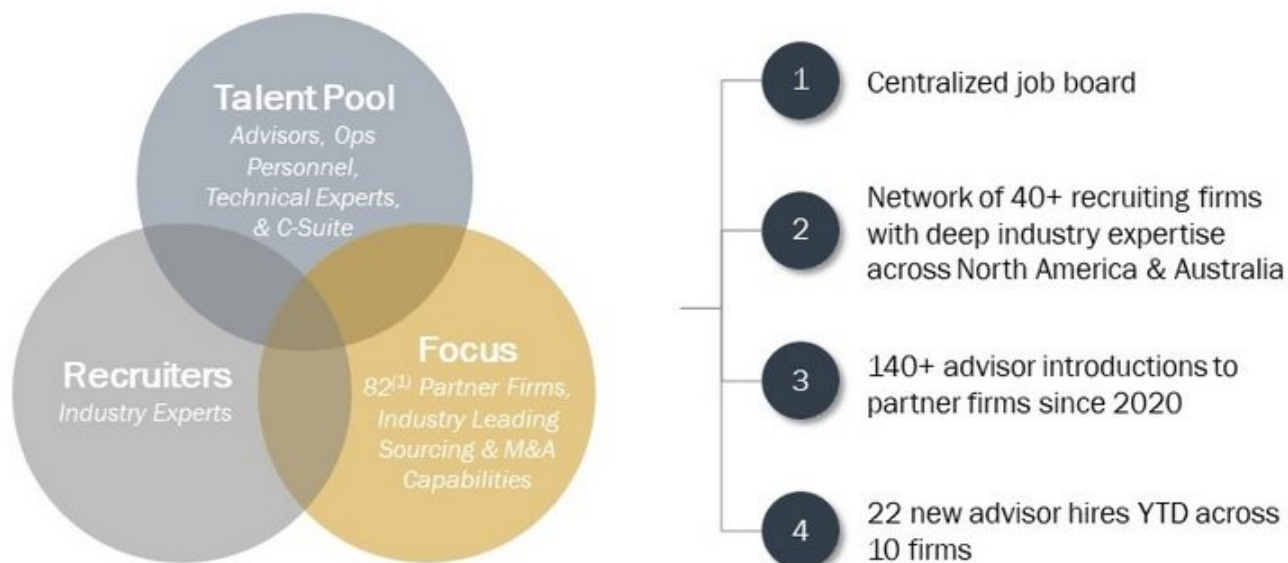 Talent Pool
Advisors, Ops
Personnel,
Technical Experts,
& C-Suite
Recruiters
Industry Experts
Focus
82(1) Partner Firms,
Industry Leading
Sourcing & M&A
Capabilities
1
Centralized job board
2
Network of 40+ recruiting firms
with deep industry expertise
across North America & Australia
3
140+ advisor introductions to
partner firms since 2020
4
22 new advisor hires YTD across
10 firms